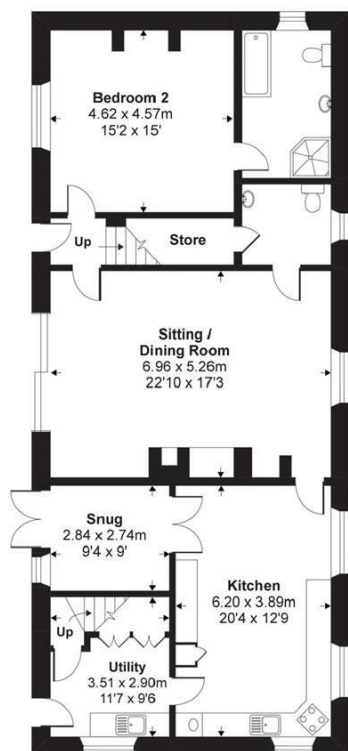 Bedroom 2
4.62 x 4.57m
15'2 x 15'
Up
Store
Sitting /
Dining Room
6.96 x 5.26m
22'10 x 17'3
Snug
2.84 x 2.74m
9'4 x 9'
Kitchen
6.20 x 3.89m
20'4 x 12'9
Up
Utility
3.51 x 2.90m
11'7 x 9'6